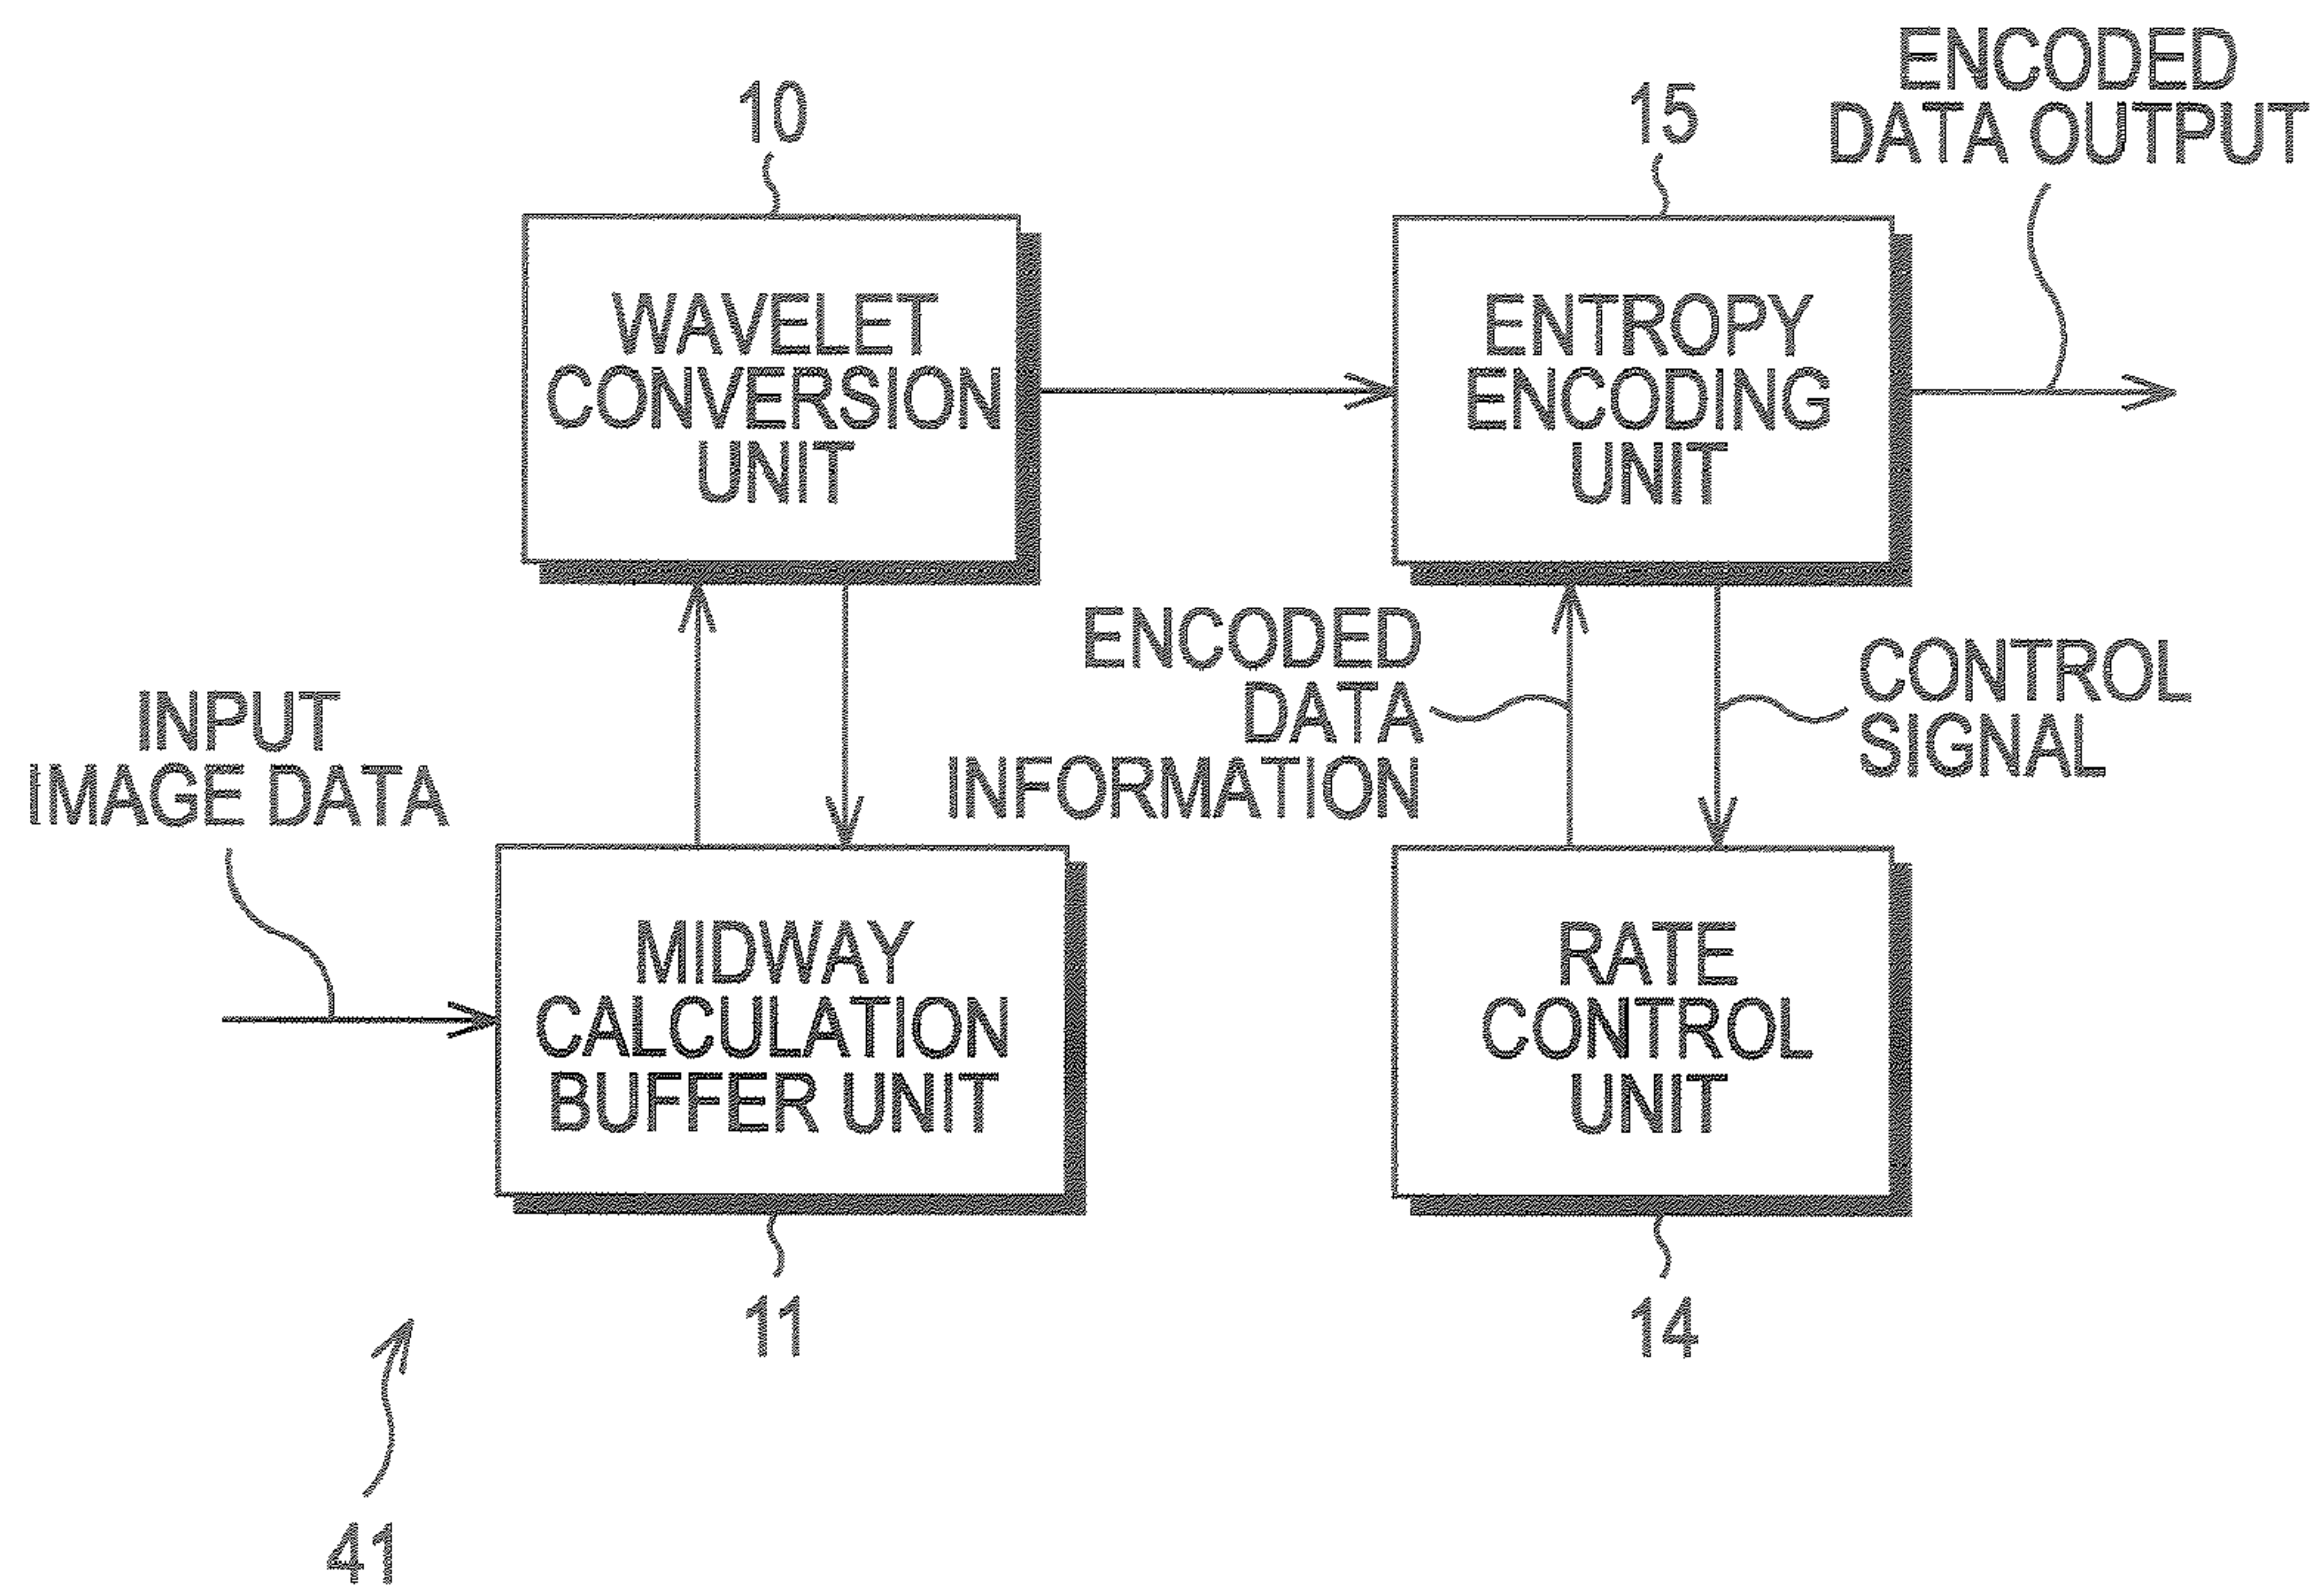 ENCODED
DATA OUTPUT
10
15
WAVELET
CONVERSION
UNIT
ENTROPY
ENCODING
UNIT
ENCODED
DATA
INFORMATION
CONTROL
SIGNAL
INPUT
IMAGE DATA
MIDWAY
CALCULATION
BUFFER UNIT
RATE
CONTROL
UNIT
11
14
41